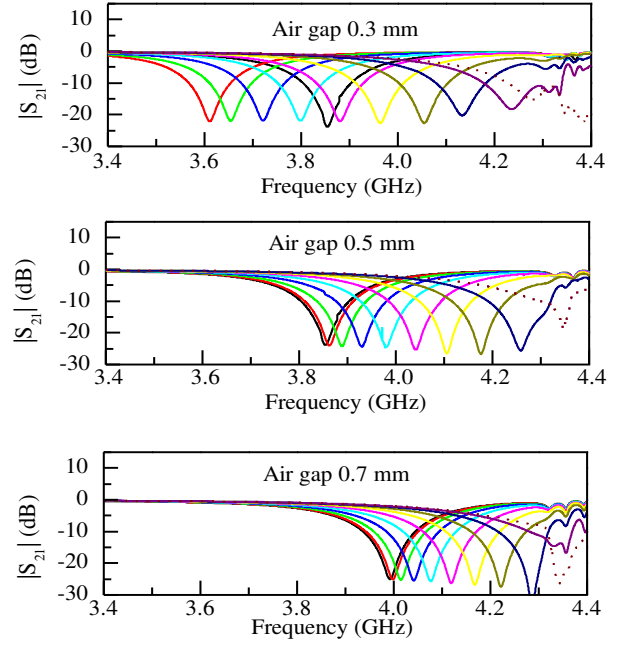 Air gap 0.3 mm
|S21| (dB)
10
0
-10
-20
-30
3.4 3.6 3.8 4.0 4.2 4.4
Frequency (GHz)
Air gap 0.5 mm
|S21| (dB)
10
0
-10
-20
-30
3.4 3.6 3.8 4.0 4.2 4.4
Frequency (GHz)
Air gap 0.7 mm
|S21| (dB)
10
0
-10
-20
-30
3.4 3.6 3.8 4.0 4.2 4.4
Frequency (GHz)